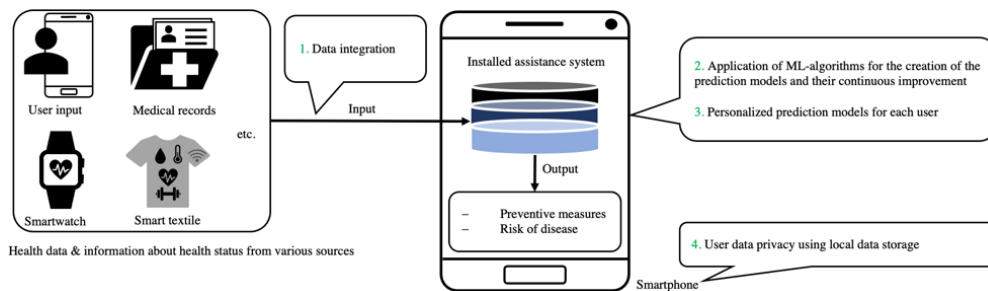 User input
Medical records
etc.
Smartwatch
Smart textile
Health data & information about health status from various sources
1. Data integration
Input
Installed assistance system
Output
– Preventive measures
– Risk of disease
2. Application of ML-algorithms for the creation of the
prediction models and their continuous improvement
3. Personalized prediction models for each user
4. User data privacy using local data storage
Smartphone